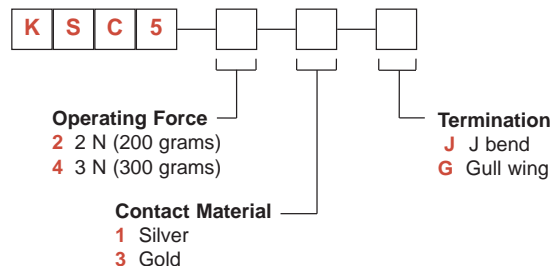 K S C 5
Operating Force
2 2 N (200 grams)
4 3 N (300 grams)
Contact Material
1 Silver
3 Gold
Termination
J J bend
G Gull wing